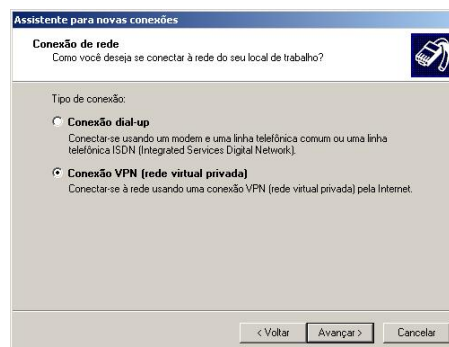 Assistente para novas conexões
Conexão de rede
Como você deseja se conectar à rede do seu local de trabalho?
Tipo de conexão:
Conexão dial-up
Conectar-se usando um modem e uma linha telefônica comum ou uma linha
telefônica ISDN (Integrated Services Digital Network).
Conexão VPN (rede virtual privada)
Conectar-se à rede usando uma conexão VPN (rede virtual privada) pela Internet.
< Voltar
Avançar >
Cancelar